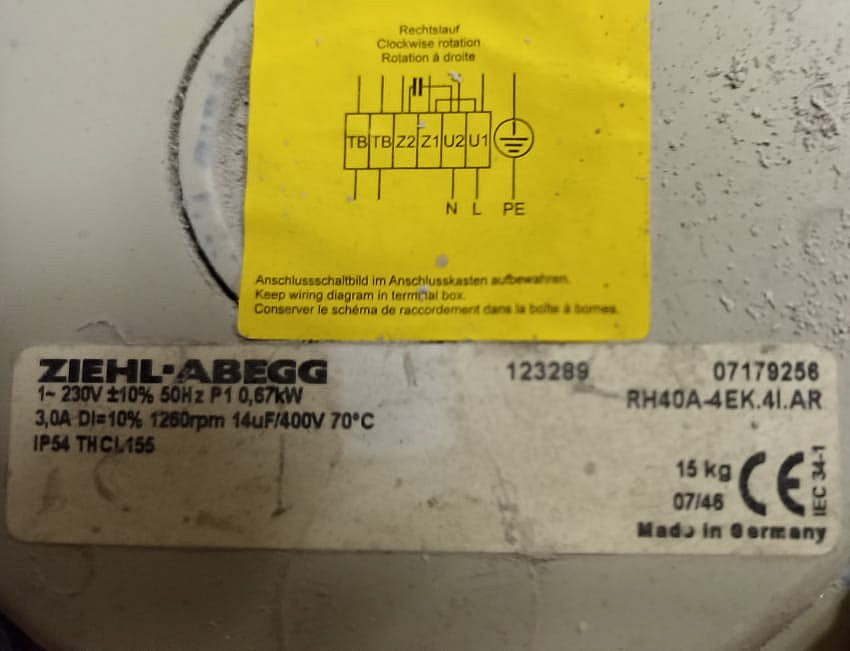 Rechtslauf
Clockwise rotation
Rotation à droite
TB TB Z2 Z1 U2 U1
N L PE
Anschlussschaltbild im Anschlusskasten aufbewahren.
Keep wiring diagram in terminal box.
Conserver le schéma de raccordement dans la boîte à bornes.
ZIEHL-ABEGG 123289 07179256
1~ 230V ±10% 50Hz P1 0,67kW RH40A-4EK.4I.AR
3,0A DI=10% 1260rpm 14uF/400V 70°C
IP54 THCL155
15 kg
07/46
CE
IEC 34-1
Made in Germany